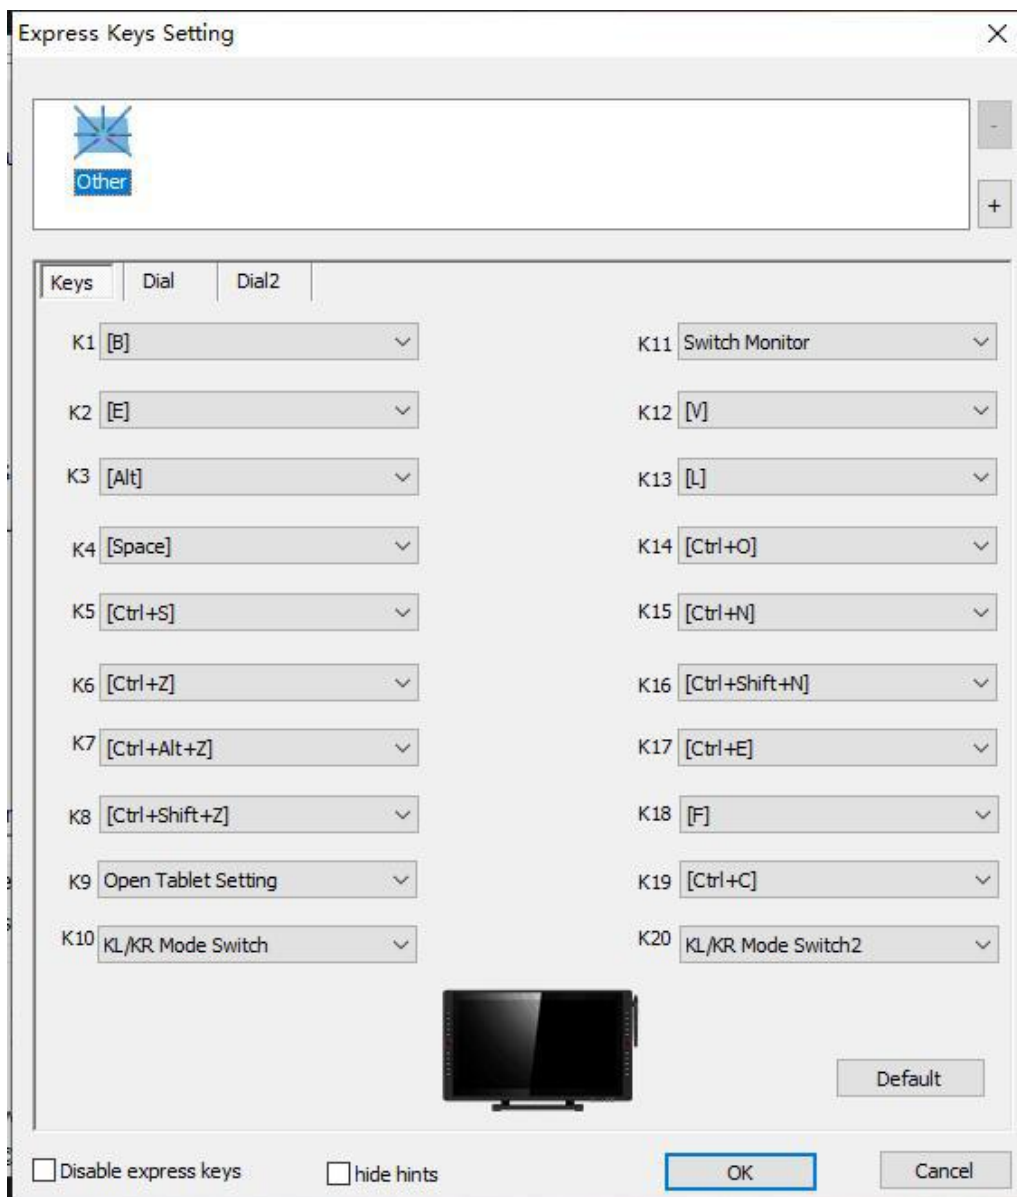 Express Keys Setting
-
Other
+
Keys Dial Dial2
K1 [B]
K2 [E]
K3 [Alt]
K4 [Space]
K5 [Ctrl+S]
K6 [Ctrl+Z]
K7 [Ctrl+Alt+Z]
K8 [Ctrl+Shift+Z]
K9 Open Tablet Setting
K10 KL/KR Mode Switch
K11 Switch Monitor
K12 [V]
K13 [L]
K14 [Ctrl+O]
K15 [Ctrl+N]
K16 [Ctrl+Shift+N]
K17 [Ctrl+E]
K18 [F]
K19 [Ctrl+C]
K20 KL/KR Mode Switch2
Default
Disable express keys
hide hints
OK
Cancel